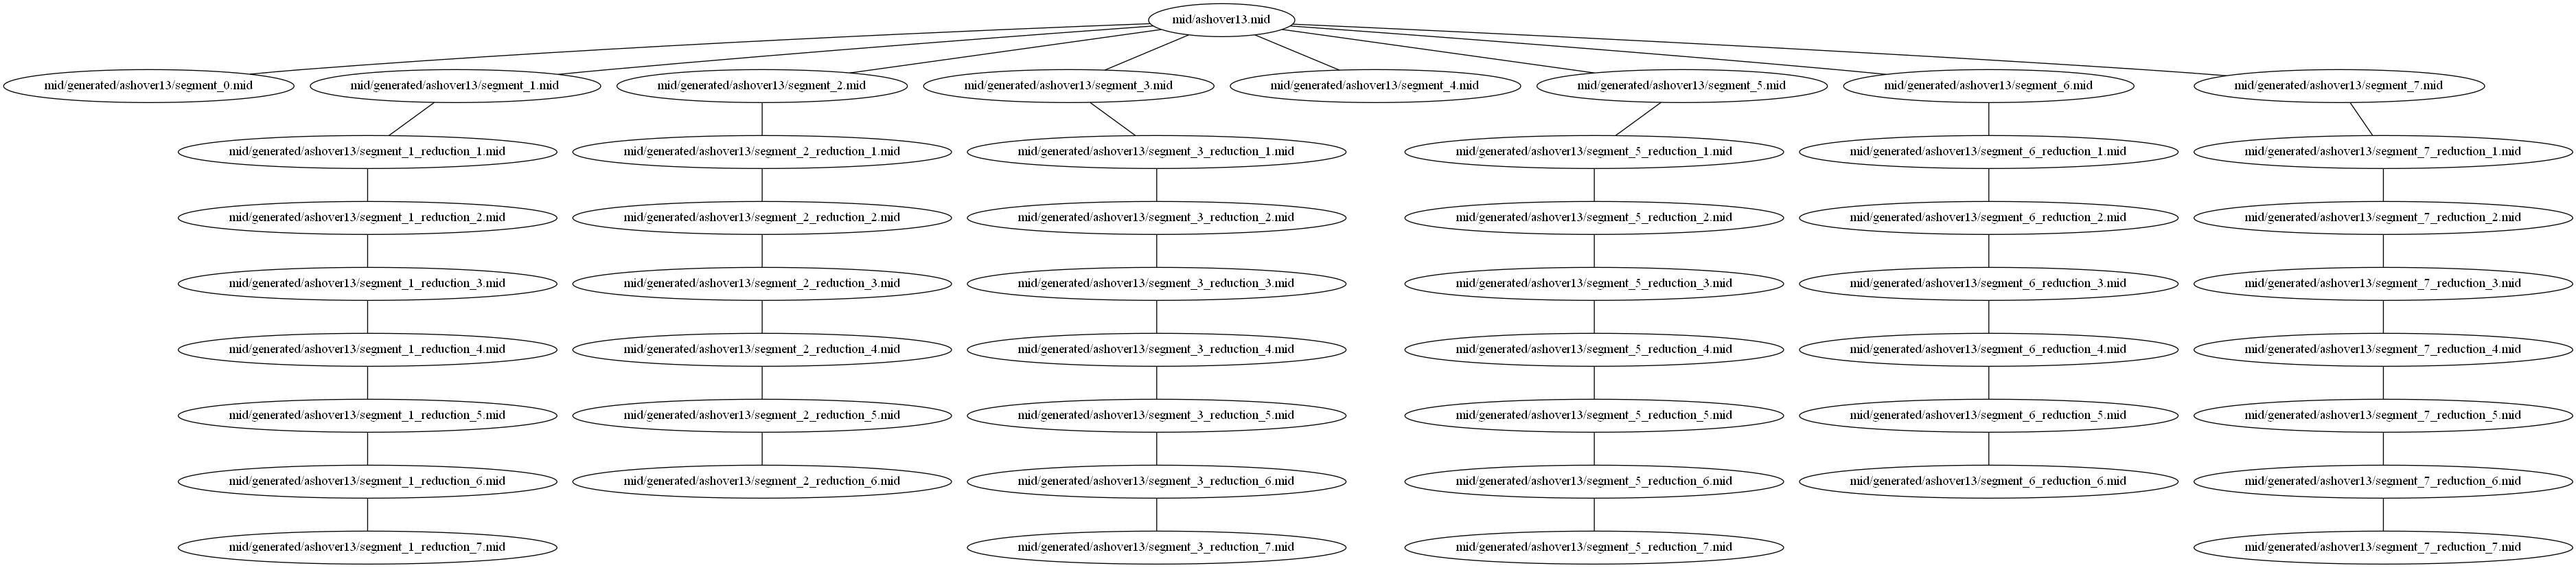 mid/ashover13.mid
mid/generated/ashover13/segment_0.mid
mid/generated/ashover13/segment_1.mid
mid/generated/ashover13/segment_2.mid
mid/generated/ashover13/segment_3.mid
mid/generated/ashover13/segment_4.mid
mid/generated/ashover13/segment_5.mid
mid/generated/ashover13/segment_6.mid
mid/generated/ashover13/segment_7.mid
mid/generated/ashover13/segment_1_reduction_1.mid
mid/generated/ashover13/segment_2_reduction_1.mid
mid/generated/ashover13/segment_3_reduction_1.mid
mid/generated/ashover13/segment_5_reduction_1.mid
mid/generated/ashover13/segment_6_reduction_1.mid
mid/generated/ashover13/segment_7_reduction_1.mid
mid/generated/ashover13/segment_1_reduction_2.mid
mid/generated/ashover13/segment_2_reduction_2.mid
mid/generated/ashover13/segment_3_reduction_2.mid
mid/generated/ashover13/segment_5_reduction_2.mid
mid/generated/ashover13/segment_6_reduction_2.mid
mid/generated/ashover13/segment_7_reduction_2.mid
mid/generated/ashover13/segment_1_reduction_3.mid
mid/generated/ashover13/segment_2_reduction_3.mid
mid/generated/ashover13/segment_3_reduction_3.mid
mid/generated/ashover13/segment_5_reduction_3.mid
mid/generated/ashover13/segment_6_reduction_3.mid
mid/generated/ashover13/segment_7_reduction_3.mid
mid/generated/ashover13/segment_1_reduction_4.mid
mid/generated/ashover13/segment_2_reduction_4.mid
mid/generated/ashover13/segment_3_reduction_4.mid
mid/generated/ashover13/segment_5_reduction_4.mid
mid/generated/ashover13/segment_6_reduction_4.mid
mid/generated/ashover13/segment_7_reduction_4.mid
mid/generated/ashover13/segment_1_reduction_5.mid
mid/generated/ashover13/segment_2_reduction_5.mid
mid/generated/ashover13/segment_3_reduction_5.mid
mid/generated/ashover13/segment_5_reduction_5.mid
mid/generated/ashover13/segment_6_reduction_5.mid
mid/generated/ashover13/segment_7_reduction_5.mid
mid/generated/ashover13/segment_1_reduction_6.mid
mid/generated/ashover13/segment_2_reduction_6.mid
mid/generated/ashover13/segment_3_reduction_6.mid
mid/generated/ashover13/segment_5_reduction_6.mid
mid/generated/ashover13/segment_6_reduction_6.mid
mid/generated/ashover13/segment_7_reduction_6.mid
mid/generated/ashover13/segment_1_reduction_7.mid
mid/generated/ashover13/segment_3_reduction_7.mid
mid/generated/ashover13/segment_5_reduction_7.mid
mid/generated/ashover13/segment_7_reduction_7.mid